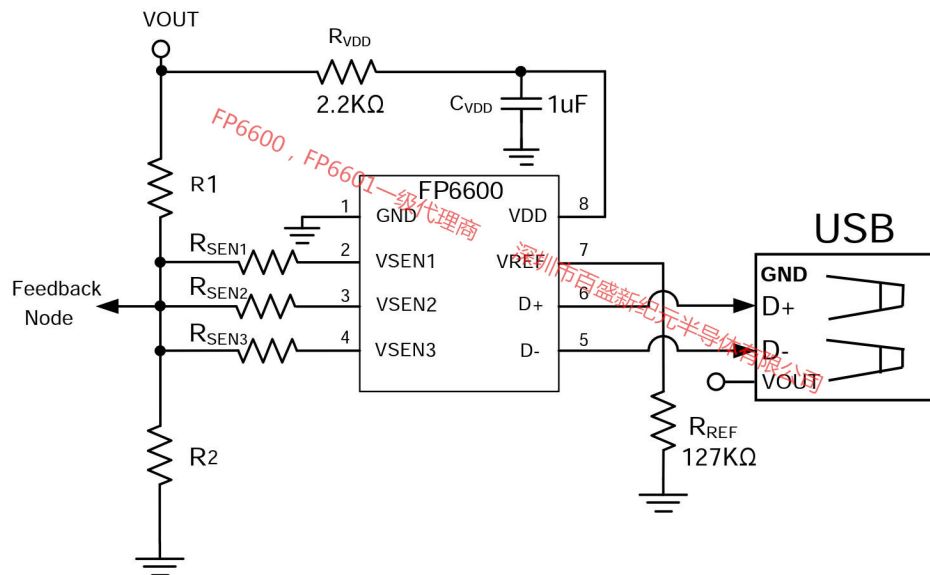 VOUT
RVDD
2.2KΩ
CVDD
1uF
FP6600，FP6601一级代理商
深圳市百盛新纪元半导体有限公司
R1
FP6600
1
GND
VDD
8
USB
RSEN1
2
VSEN1
VREF
7
GND
Feedback
Node
RSEN2
3
VSEN2
D+
6
D+
RSEN3
4
VSEN3
D-
5
D-
VOUT
R2
RREF
127KΩ